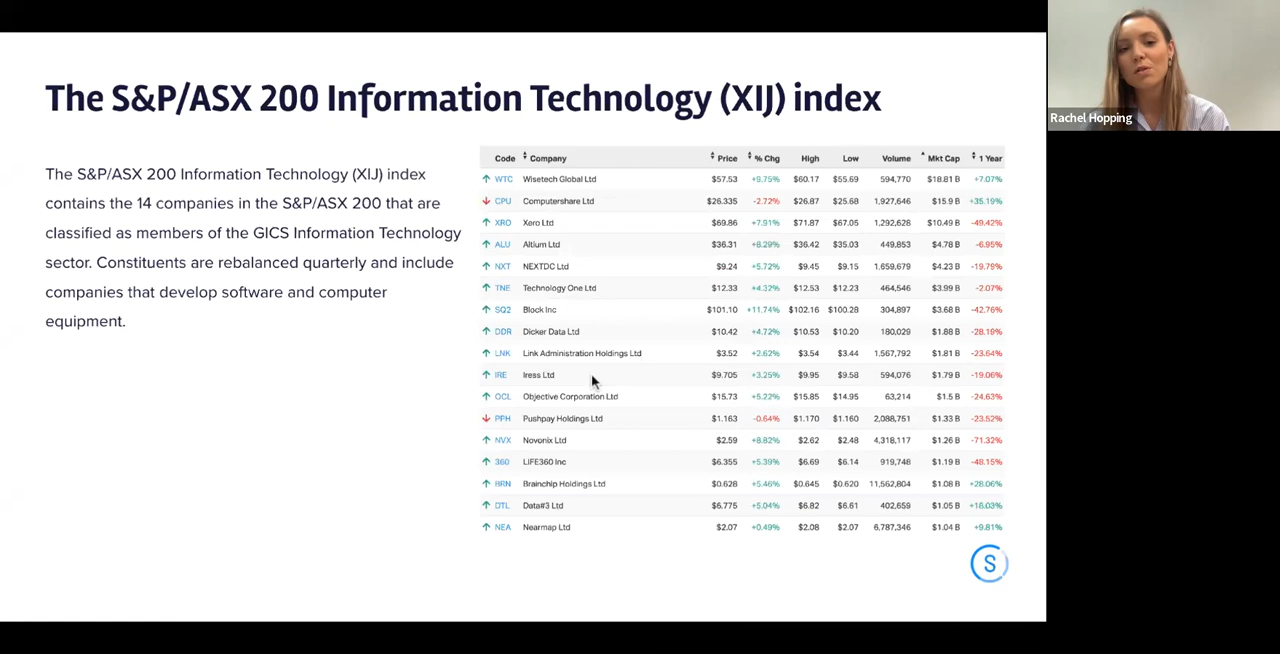 The S&P/ASX 200 Information Technology (XIJ) index
Rachel Hopping
The S&P/ASX 200 Information Technology (XIJ) index
contains the 14 companies in the S&P/ASX 200 that are
classified as members of the GICS Information Technology
sector. Constituents are rebalanced quarterly and include
companies that develop software and computer
equipment.
Code Company Price % Chg High Low Volume Mkt Cap 1 Year
WTC Wisetech Global Ltd $57.53 +9.75% $60.17 $55.69 594,770 $18.81 B +7.07%
CPU Computershare Ltd $26.335 -2.72% $26.87 $25.68 1,927,646 $15.9 B +35.19%
XRO Xero Ltd $69.86 +7.91% $71.87 $67.05 1,292,628 $10.49 B -49.42%
ALU Altium Ltd $36.31 +8.29% $36.42 $35.03 449,853 $4.78 B -6.95%
NXT NEXTDC Ltd $9.24 +5.72% $9.45 $9.15 1,659,679 $4.23 B -19.79%
TNE Technology One Ltd $12.33 +4.32% $12.53 $12.23 464,546 $3.99 B -2.07%
SQ2 Block Inc $101.10 +11.74% $102.16 $100.28 304,897 $3.68 B -42.76%
DDR Dicker Data Ltd $10.42 +4.72% $10.53 $10.20 180,029 $1.88 B -28.19%
LNK Link Administration Holdings Ltd $3.52 +2.62% $3.54 $3.44 1,567,792 $1.81 B -23.64%
IRE Iress Ltd $9.705 +3.25% $9.95 $9.58 594,076 $1.79 B -19.06%
OCL Objective Corporation Ltd $15.73 +5.22% $15.85 $14.95 63,214 $1.5 B -24.63%
PPH Pushpay Holdings Ltd $1.163 -0.64% $1.170 $1.160 2,088,751 $1.33 B -23.52%
NVX Novonix Ltd $2.59 +8.82% $2.62 $2.48 4,318,117 $1.26 B -71.32%
360 LIFE360 Inc $6.355 +5.39% $6.69 $6.14 919,748 $1.19 B -48.15%
BRN Brainchip Holdings Ltd $0.628 +5.46% $0.645 $0.620 11,562,804 $1.08 B +28.06%
DTL Data#3 Ltd $6.775 +5.04% $6.82 $6.61 402,659 $1.05 B +16.03%
NEA Nearmap Ltd $2.07 +0.49% $2.08 $2.07 6,787,346 $1.04 B +9.81%
S